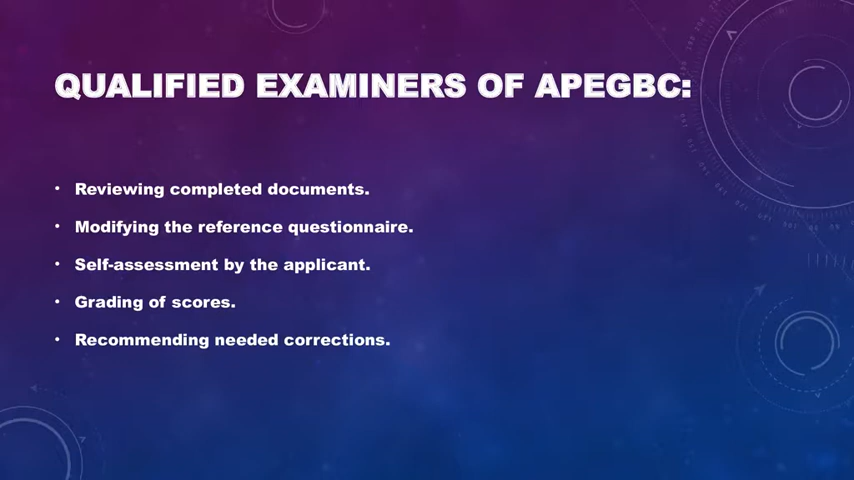 QUALIFIED EXAMINERS OF APEGBC:
• Reviewing completed documents.
• Modifying the reference questionnaire.
• Self-assessment by the applicant.
• Grading of scores.
• Recommending needed corrections.